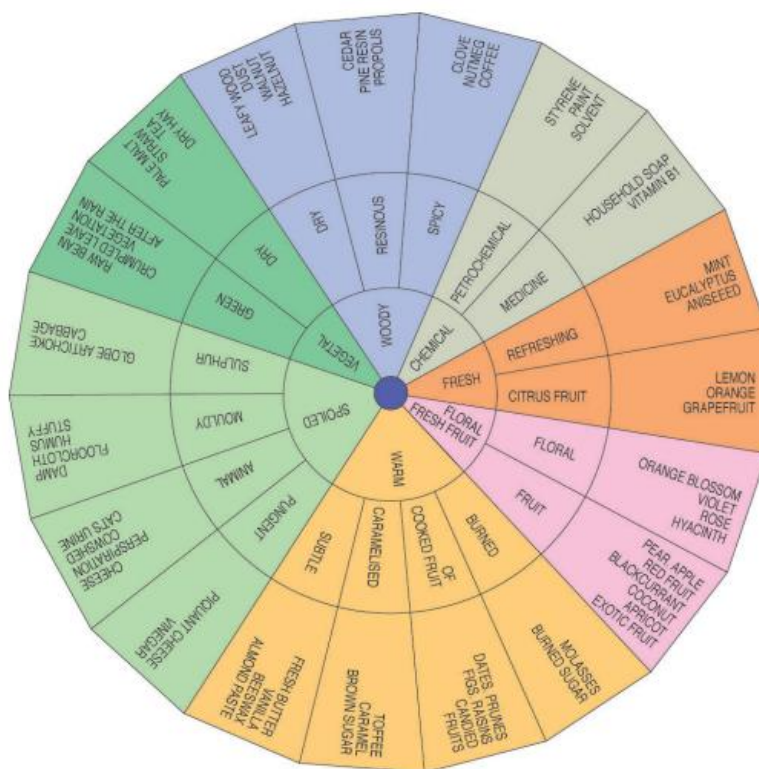 LEAFY WOOD
DUST
WALNUT
HAZELNUT
CEDAR
PINE RESIN
PROPOLIS
CLOVE
NUTMEG
COFFEE
STYRENE
PAINT
SOLVENT
HOUSEHOLD SOAP
VITAMIN B1
MINT
EUCALYPTUS
ANISEEED
LEMON
ORANGE
GRAPEFRUIT
ORANGE BLOSSOM
VIOLET
ROSE
HYACINTH
PEAR, APPLE
RED FRUIT
BLACKCURRANT
COCONUT
APRICOT
EXOTIC FRUIT
MOLASSES
BURNED SUGAR
DATES PRUNES
FIGS RAISINS
CANDIED
FRUITS
TOFFEE
CARAMEL
BROWN SUGAR
FRESH BUTTER
VANILLA
BEESWAX
ALMOND PASTE
PIQUANT CHEESE
VINEGAR
CHEESE
PERSPIRATION
COWSHED
CAT'S URINE
DAMP
FLOORCLOTH
HUMUS
STUFFY
GLOBE ARTICHOKE
CABBAGE
RAW BEAN
CRUMPLED LEAVE
VEGETATION
AFTER THE RAIN
PALE MALT
STRAW
TEA
DRY HAY
DRY
RESINOUS
SPICY
PETROCHEMICAL
MEDICINE
REFRESHING
CITRUS FRUIT
FLORAL
FRUIT
BURNED
OF
COOKED FRUIT
CARAMELISED
SUBTLE
PUNGENT
ANIMAL
MOULDY
SULPHUR
GREEN
DRY
WOODY
CHEMICAL
FRESH
FLORAL
FRESH FRUIT
WARM
SPOILED
VEGETAL